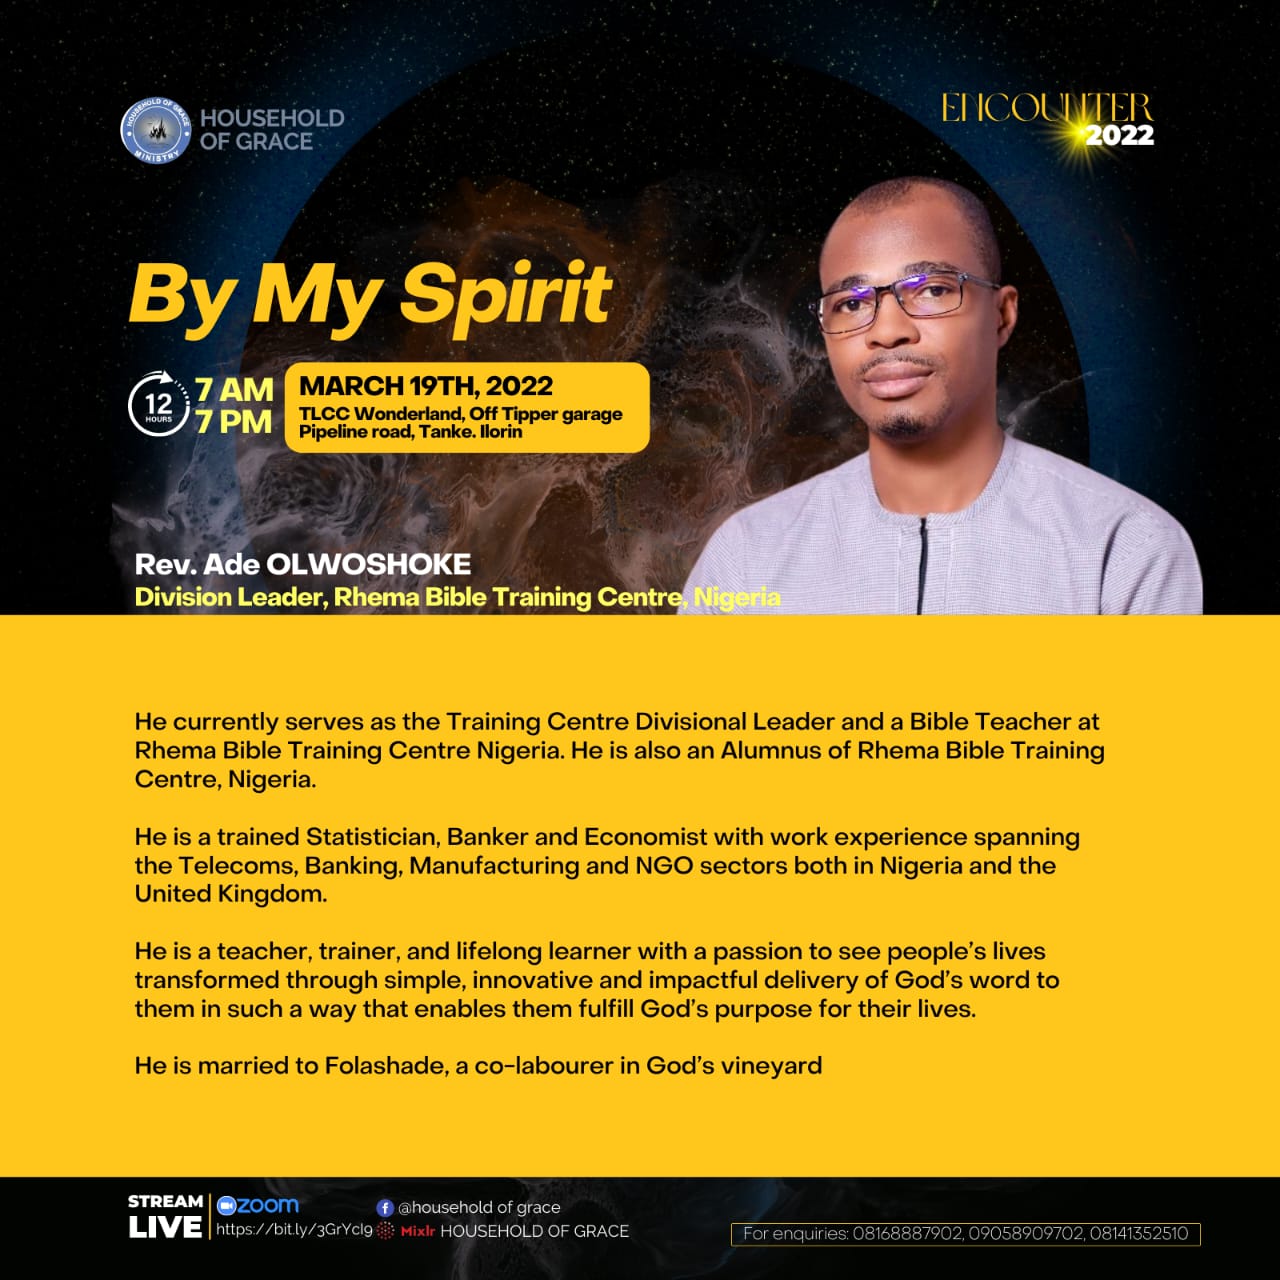 HOUSEHOLD OF GRACE
MINISTRY
HOUSEHOLD
OF GRACE
ENCOUNTER
2022
By My Spirit
12
HOURS
7 AM
7 PM
MARCH 19TH, 2022
TLCC Wonderland, Off Tipper garage
Pipeline road, Tanke. Ilorin
Rev. Ade OLWOSHOKE
Division Leader, Rhema Bible Training Centre, Nigeria
He currently serves as the Training Centre Divisional Leader and a Bible Teacher at
Rhema Bible Training Centre Nigeria. He is also an Alumnus of Rhema Bible Training
Centre, Nigeria.
He is a trained Statistician, Banker and Economist with work experience spanning
the Telecoms, Banking, Manufacturing and NGO sectors both in Nigeria and the
United Kingdom.
He is a teacher, trainer, and lifelong learner with a passion to see people's lives
transformed through simple, innovative and impactful delivery of God's word to
them in such a way that enables them fulfill God's purpose for their lives.
He is married to Folashade, a co-labourer in God's vineyard
STREAM
LIVE
zoom
https://bit.ly/3GrYcI9
@household of grace
Mixlr HOUSEHOLD OF GRACE
For enquiries: 08168887902, 09058909702, 08141352510